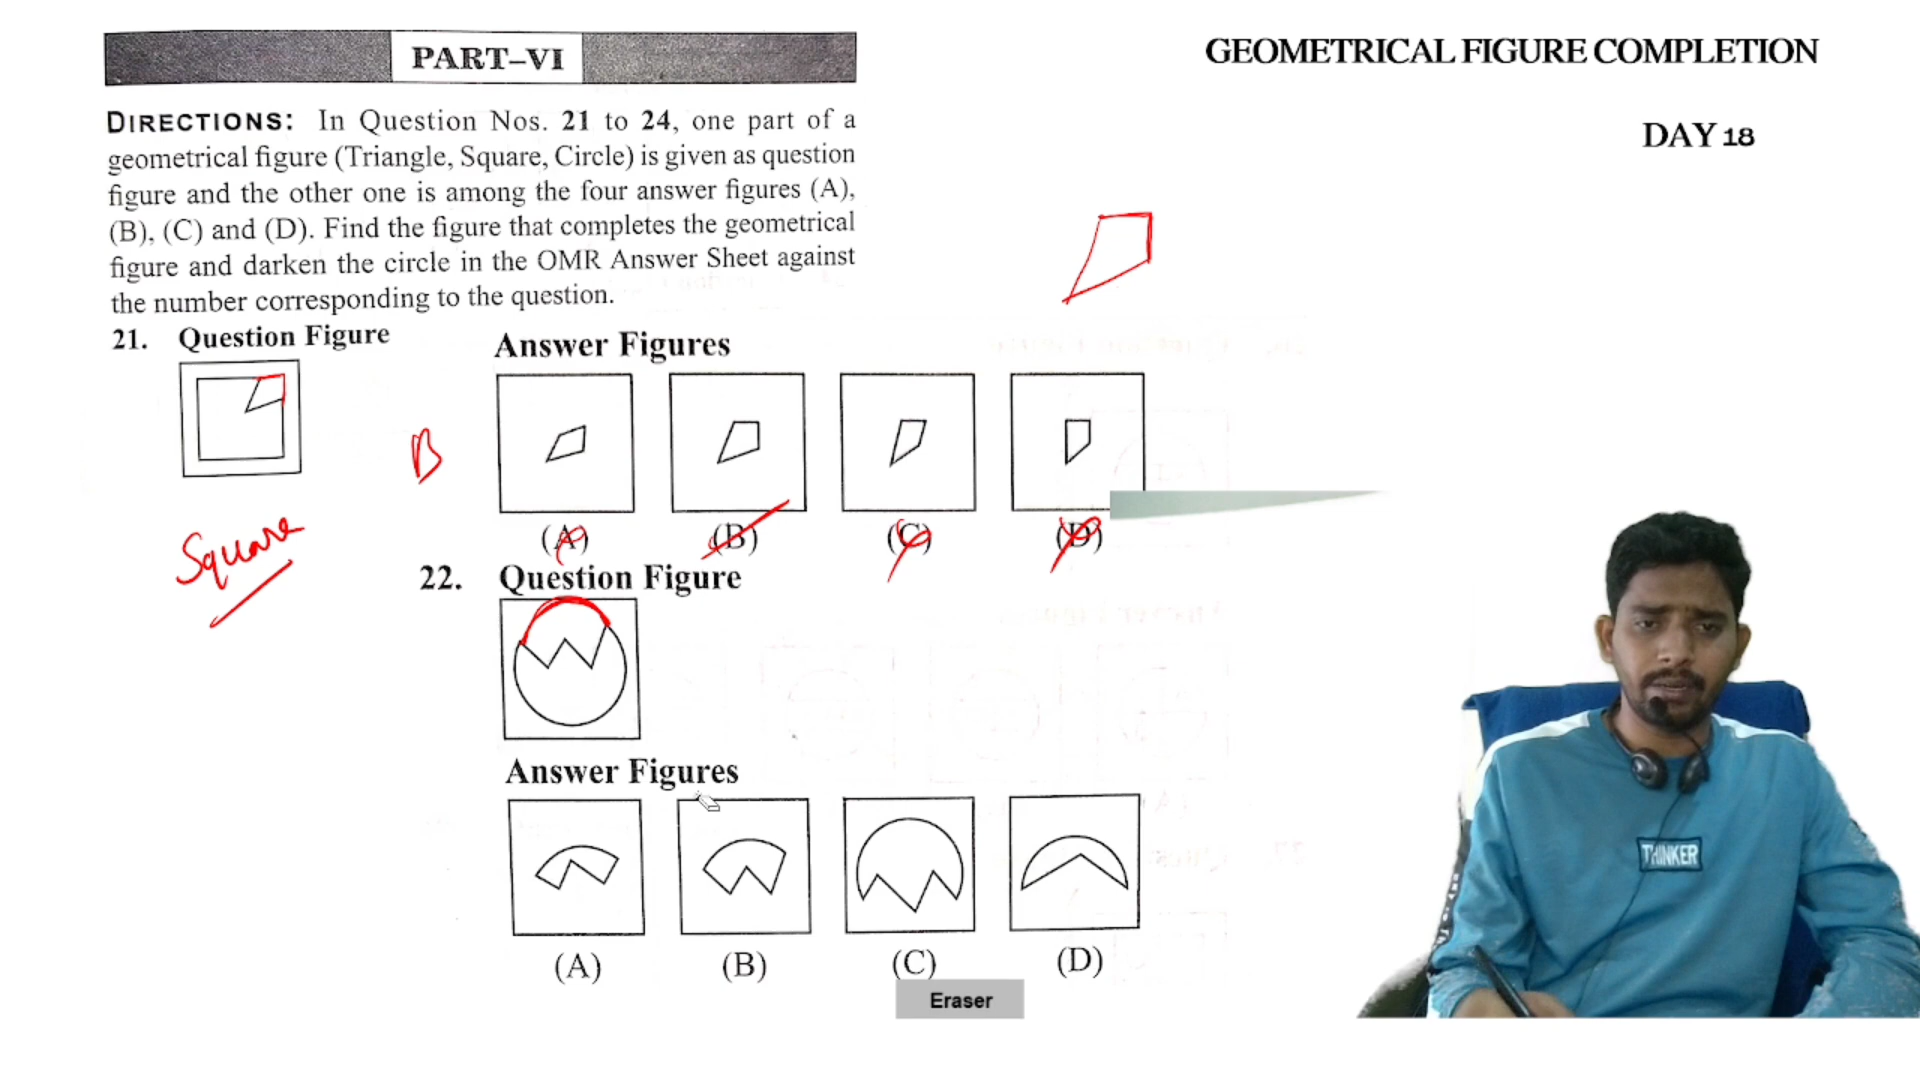 PART–VI
GEOMETRICAL FIGURE COMPLETION
DAY 18
DIRECTIONS: In Question Nos. 21 to 24, one part of a
geometrical figure (Triangle, Square, Circle) is given as question
figure and the other one is among the four answer figures (A),
(B), (C) and (D). Find the figure that completes the geometrical
figure and darken the circle in the OMR Answer Sheet against
the number corresponding to the question.
21. Question Figure
Answer Figures
B
(A) (B) (C) (D)
Square
22. Question Figure
Answer Figures
(A) (B) (C) (D)
Eraser
THINKER